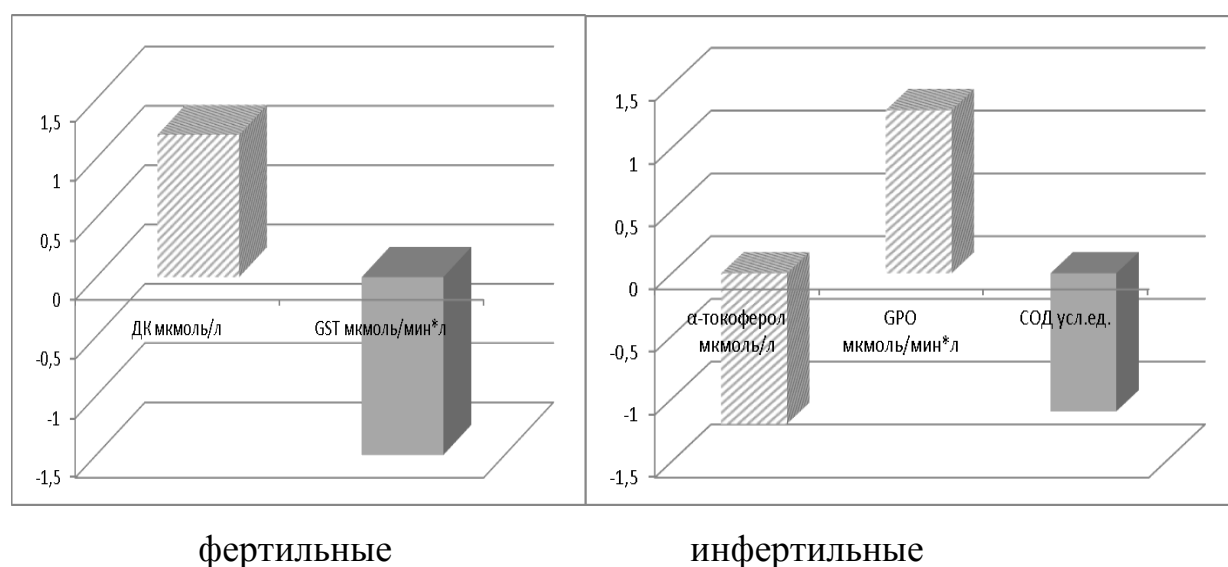 1,5
1
0,5
0
-0,5
-1
-1,5
ДК мкмоль/л
GST мкмоль/мин*л
1,5
1
0,5
0
-0,5
-1
-1,5
α-токоферол
мкмоль/л
GPO
мкмоль/мин*л
СОД усл.ед.
фертильные
инфертильные